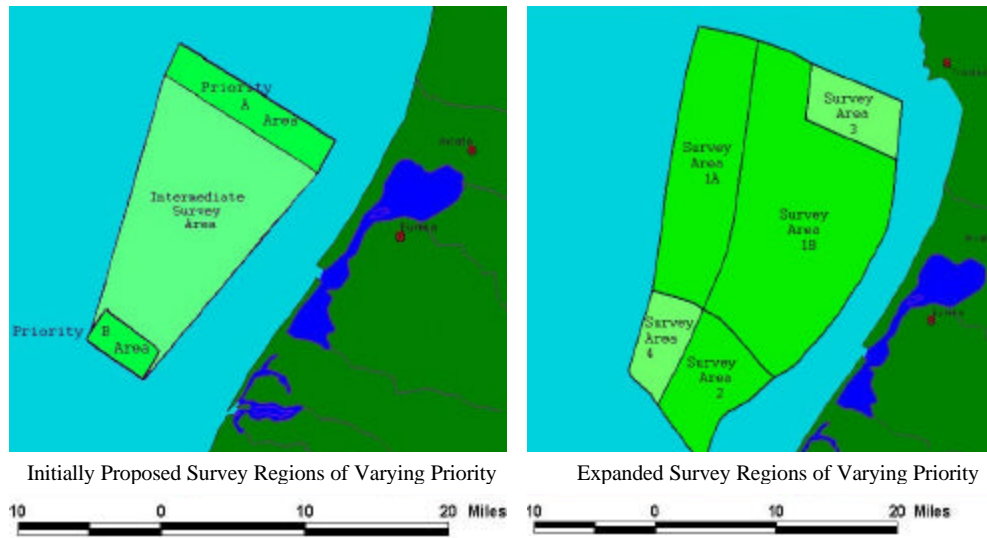 Priority
A
Area
Intermediate
Survey
Area
Priority B
Area
Survey
Area
3
Survey
Area
1A
Survey
Area
1B
Survey
Area
4
Survey
Area
2
Initially Proposed Survey Regions of Varying Priority
Expanded Survey Regions of Varying Priority
10 0 10 20 Miles
10 0 10 20 Miles